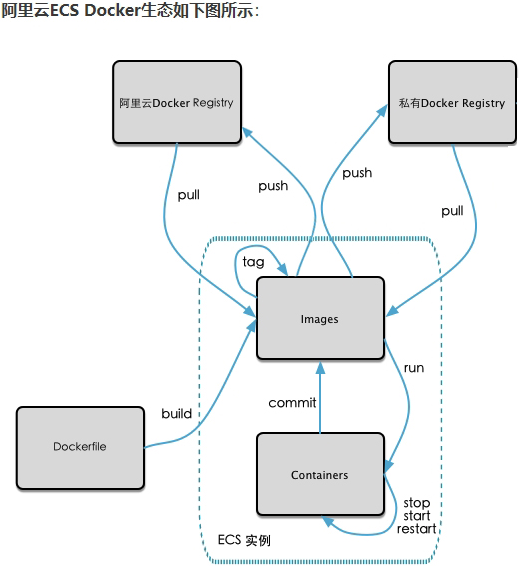 阿里云ECS Docker生态如下图所示：
阿里云Docker Registry
私有Docker Registry
push
push
pull
pull
tag
Images
run
commit
build
Dockerfile
Containers
stop
start
restart
ECS 实例